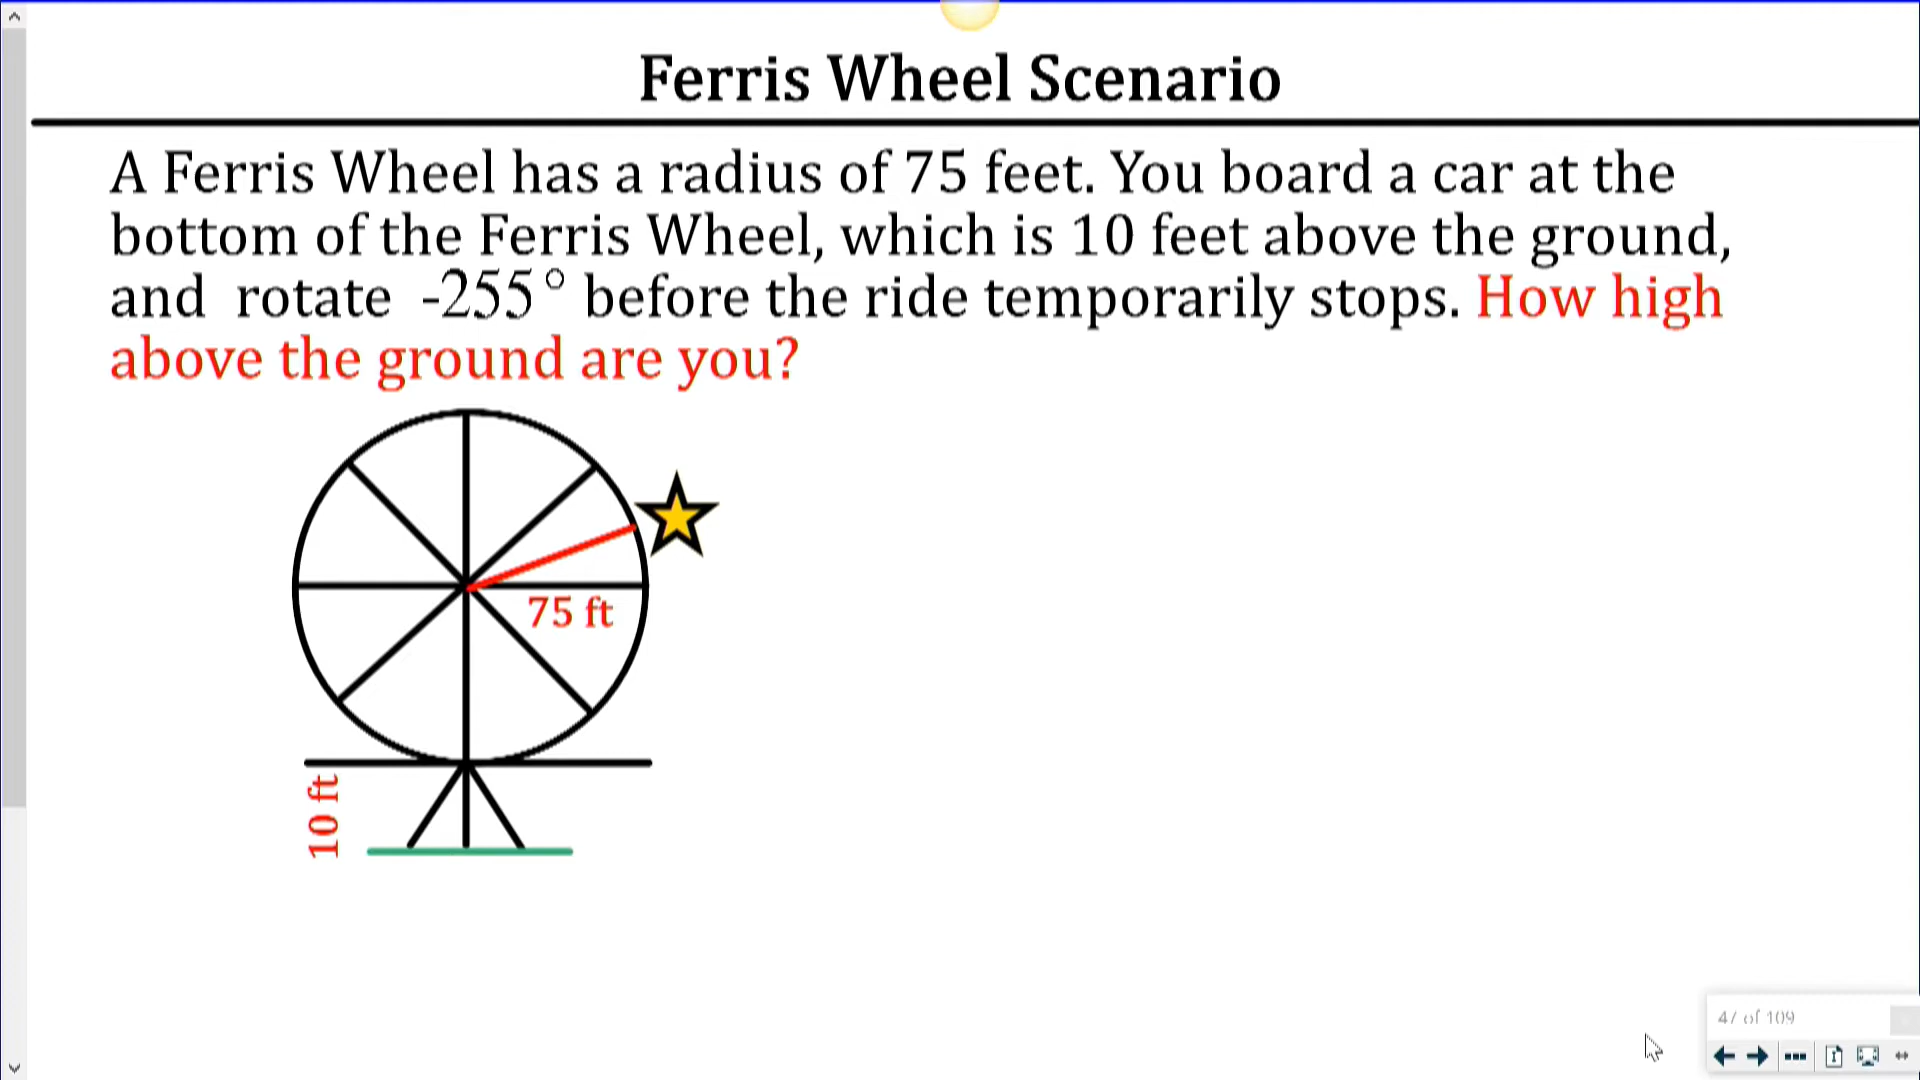 Ferris Wheel Scenario
A Ferris Wheel has a radius of 75 feet. You board a car at the
bottom of the Ferris Wheel, which is 10 feet above the ground,
and rotate -255° before the ride temporarily stops. How high
above the ground are you?
75 ft
10 ft
47 of 109